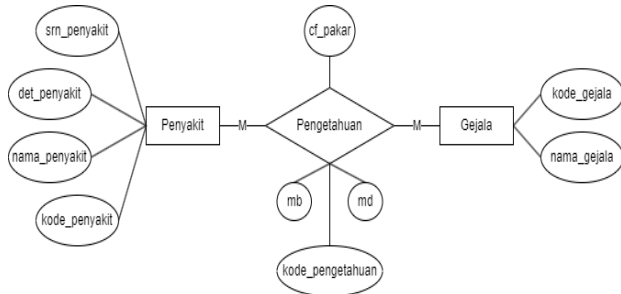 srn_penyakit
cf_pakar
det_penyakit
kode_gejala
Penyakit
M
Pengetahuan
M
Gejala
nama_penyakit
nama_gejala
mb
md
kode_penyakit
kode_pengetahuan